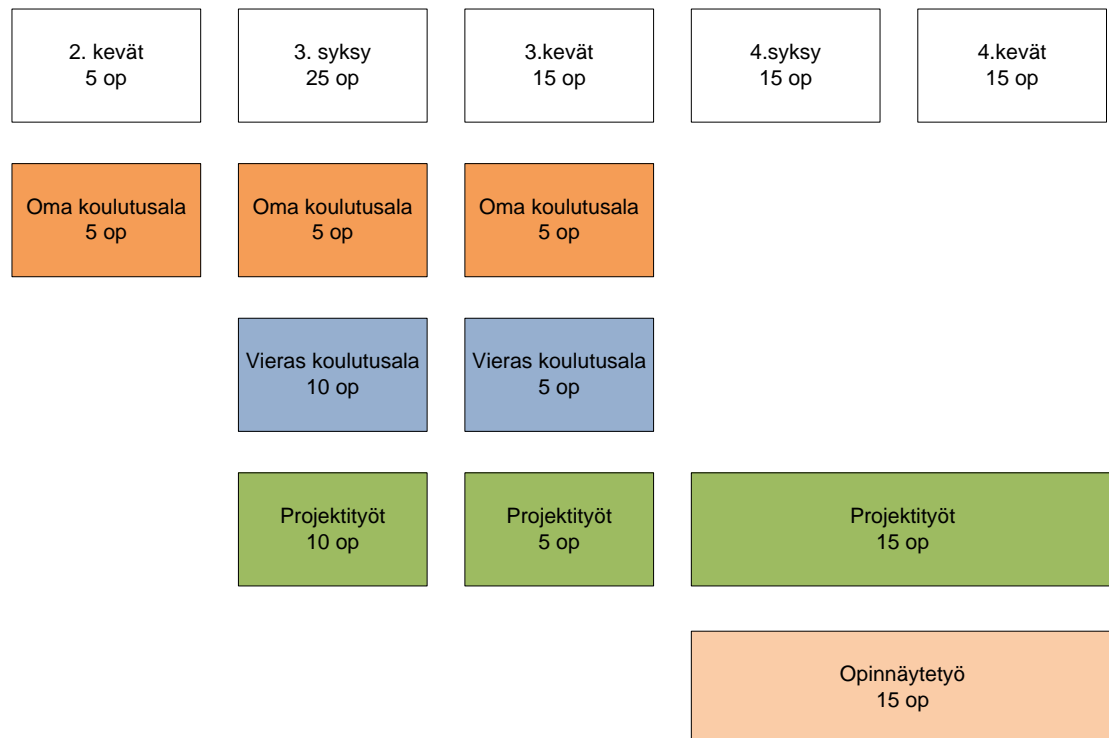 2. kevät
5 op
3. syksy
25 op
3.kevät
15 op
4.syksy
15 op
4.kevät
15 op
Oma koulutusala
5 op
Oma koulutusala
5 op
Oma koulutusala
5 op
Vieras koulutusala
10 op
Vieras koulutusala
5 op
Projektityöt
10 op
Projektityöt
5 op
Projektityöt
15 op
Opinnäytetyö
15 op